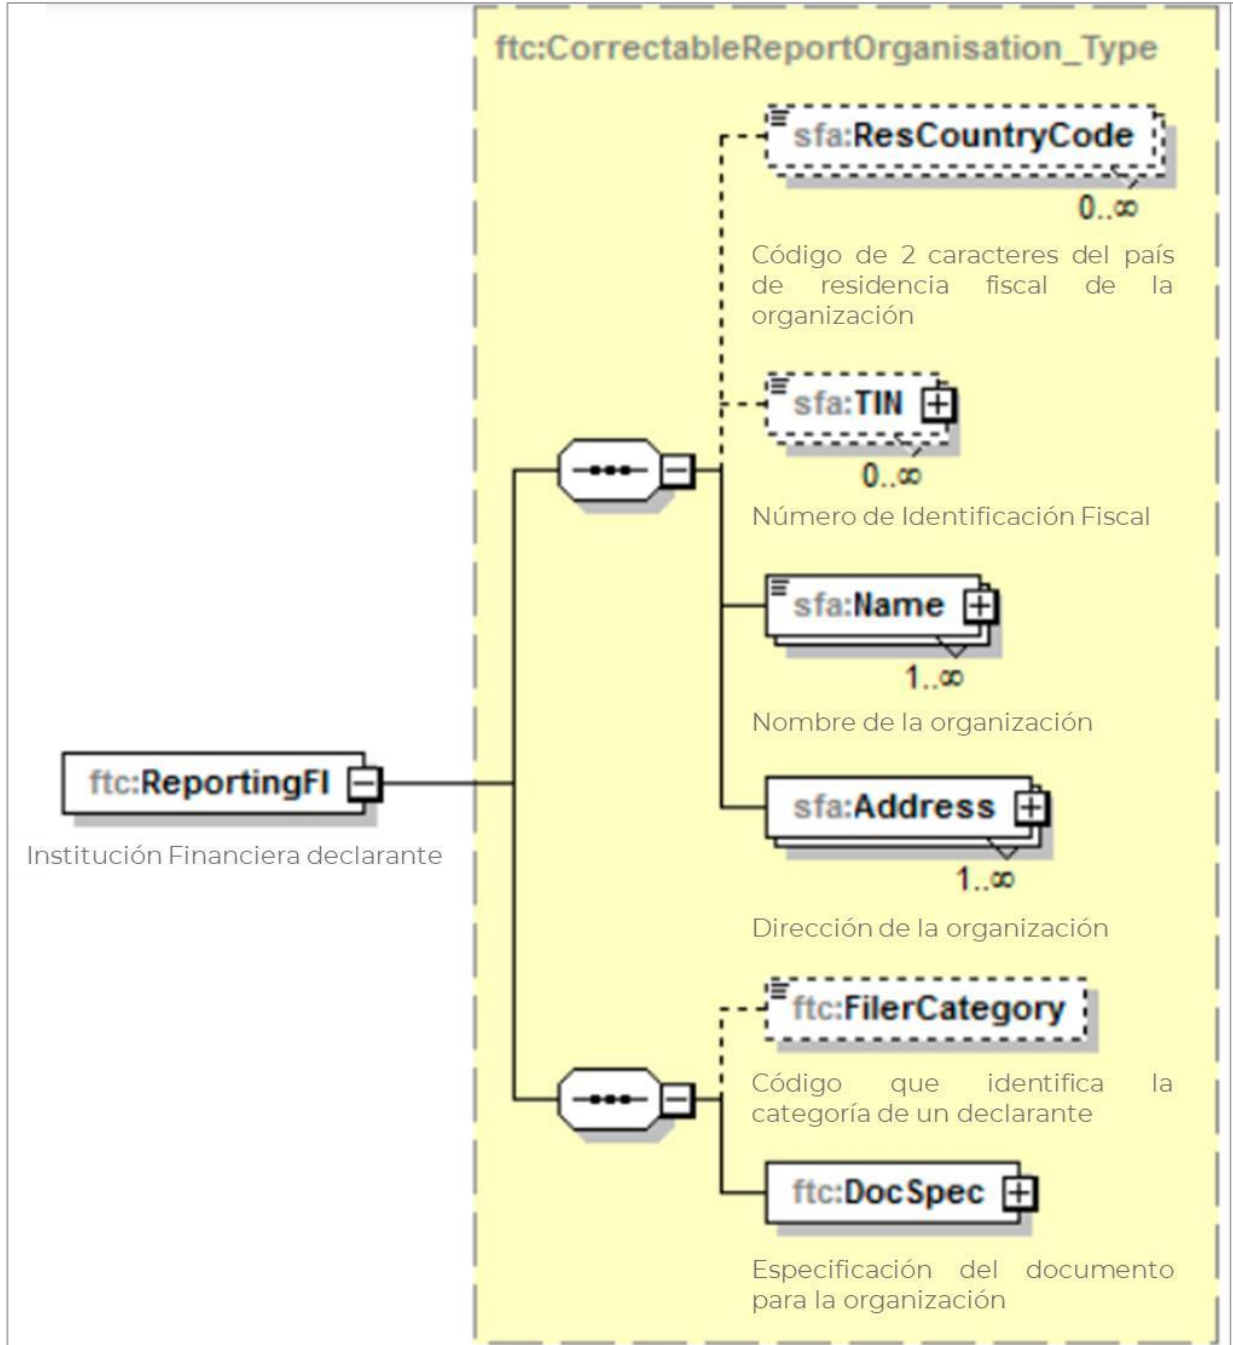 ftc:CorrectableReportOrganisation_Type
sfa:ResCountryCode
0..∞
Código de 2 caracteres del país
de residencia fiscal de la
organización
sfa:TIN
0..∞
Número de Identificación Fiscal
sfa:Name
1..∞
Nombre de la organización
ftc:ReportingFI
Institución Financiera declarante
sfa:Address
1..∞
Dirección de la organización
ftc:FilerCategory
Código que identifica la
categoría de un declarante
ftc:DocSpec
Especificación del documento
para la organización